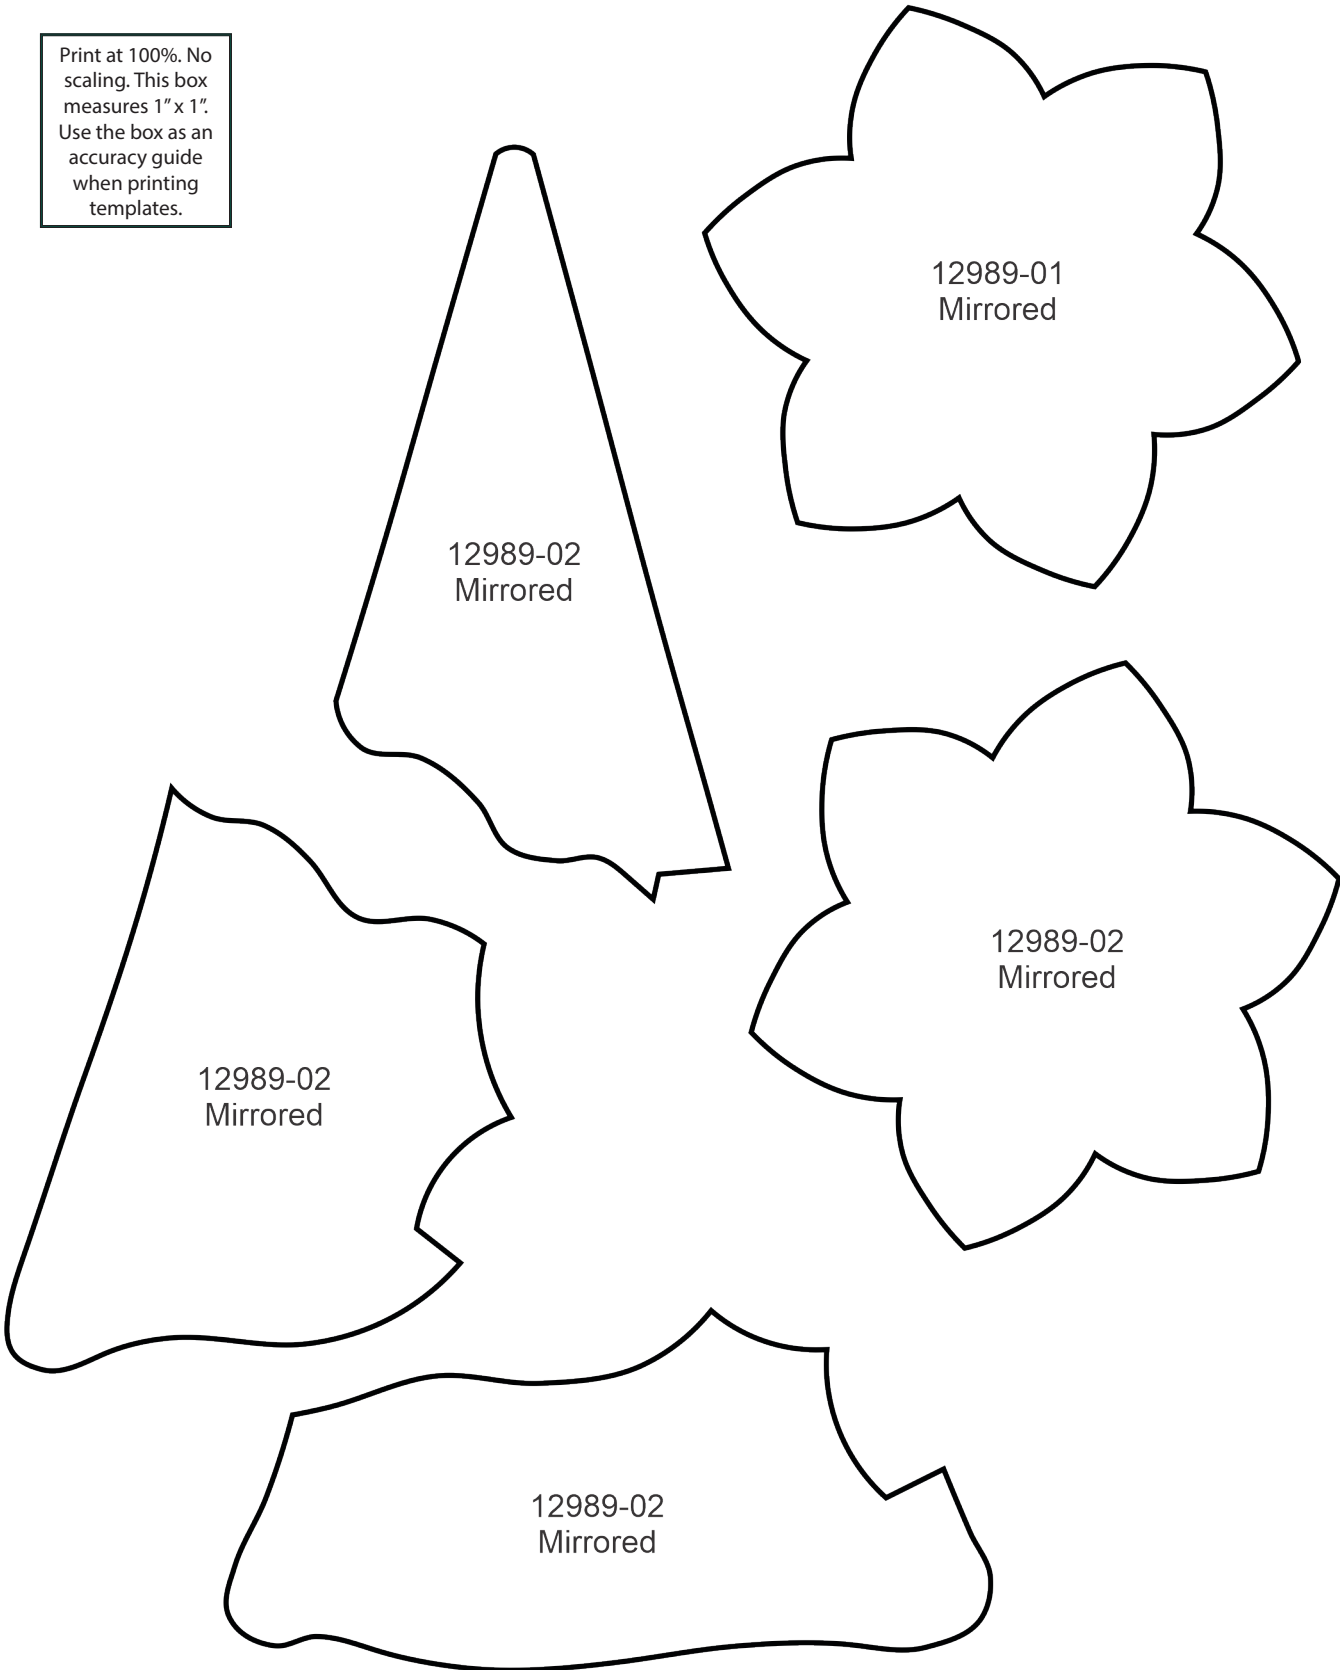 Print at 100%. No
scaling. This box
measures 1” x 1”.
Use the box as an
accuracy guide
when printing
templates.
12989-01
Mirrored
12989-02
Mirrored
12989-02
Mirrored
12989-02
Mirrored
12989-02
Mirrored